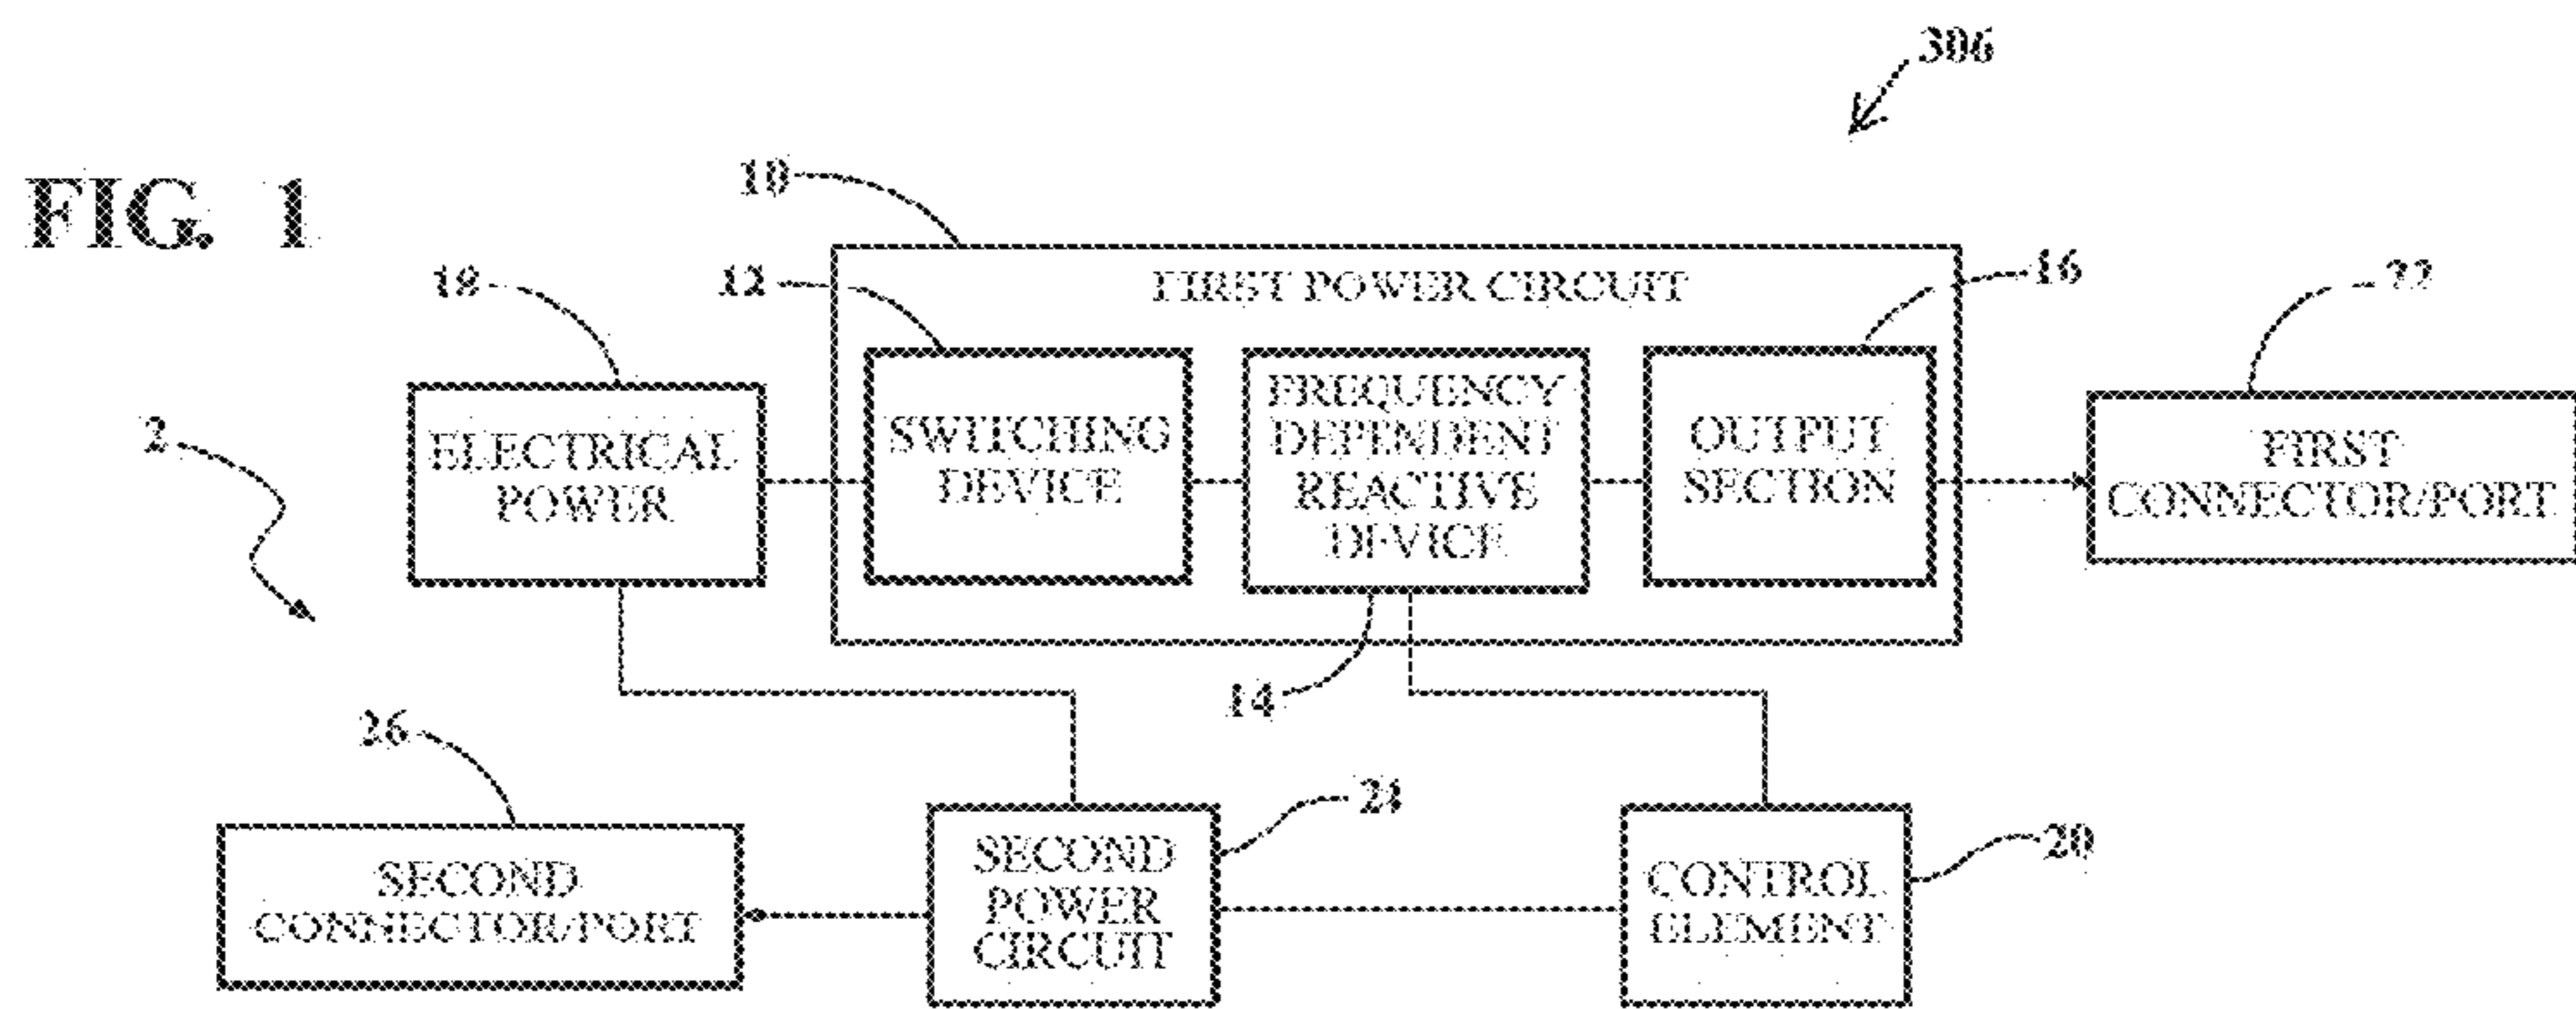 306
FIG. 1
10
18
12
FIRST POWER CIRCUIT
16
22
2
ELECTRICAL
POWER
SWITCHING
DEVICE
FREQUENCY
DEPENDENT
REACTIVE
DEVICE
OUTPUT
SECTION
FIRST
CONNECTOR/PORT
14
26
SECOND
CONNECTOR/PORT
SECOND
POWER
CIRCUIT
CONTROL
ELEMENT
20